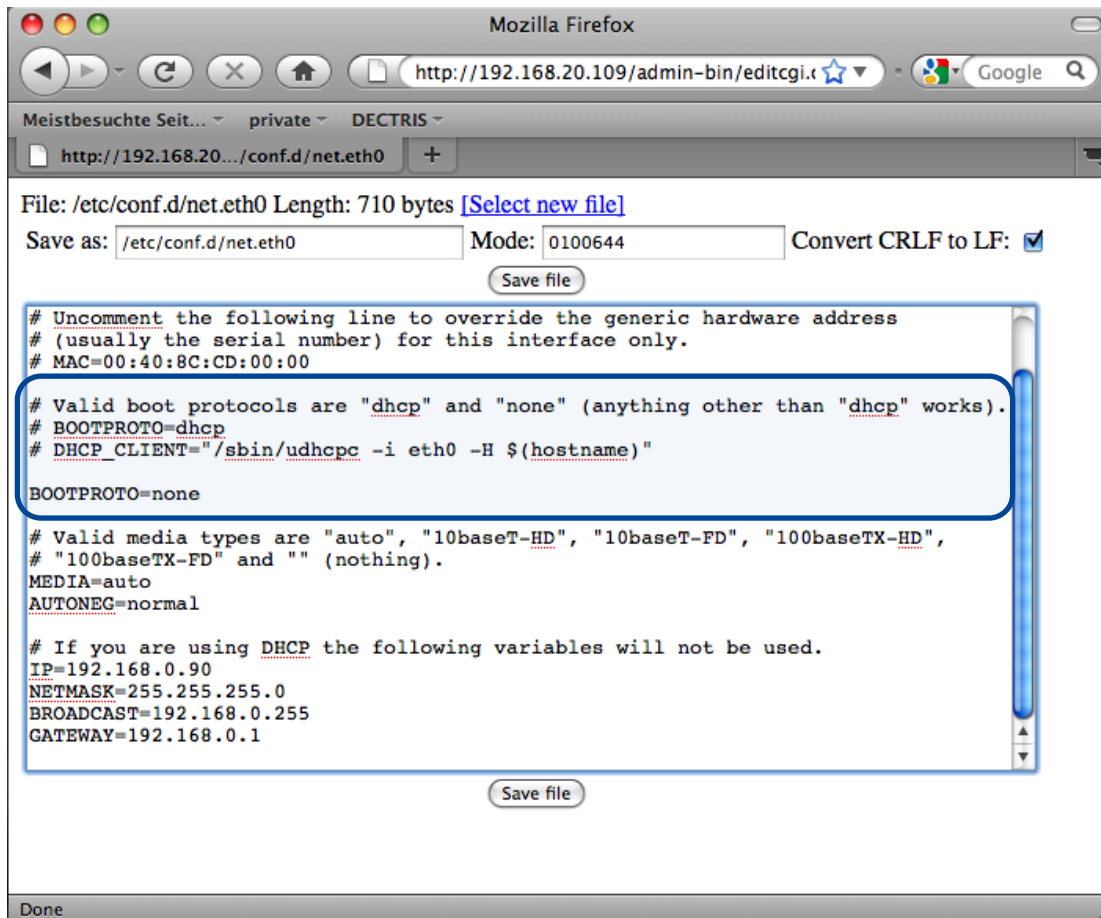 Mozilla Firefox
http://192.168.20.109/admin-bin/editcgi.c
Google
Meistbesuchte Seit... private DECTRIS
http://192.168.20.../conf.d/net.eth0
File: /etc/conf.d/net.eth0 Length: 710 bytes [Select new file]
Save as: /etc/conf.d/net.eth0 Mode: 0100644 Convert CRLF to LF:
Save file
# Uncomment the following line to override the generic hardware address
# (usually the serial number) for this interface only.
# MAC=00:40:8C:CD:00:00
# Valid boot protocols are "dhcp" and "none" (anything other than "dhcp" works).
# BOOTPROTO=dhcp
# DHCP_CLIENT="/sbin/udhcpc -i eth0 -H $(hostname)"
BOOTPROTO=none
# Valid media types are "auto", "10baseT-HD", "10baseT-FD", "100baseTX-HD",
# "100baseTX-FD" and "" (nothing).
MEDIA=auto
AUTONEG=normal
# If you are using DHCP the following variables will not be used.
IP=192.168.0.90
NETMASK=255.255.255.0
BROADCAST=192.168.0.255
GATEWAY=192.168.0.1
Save file
Done